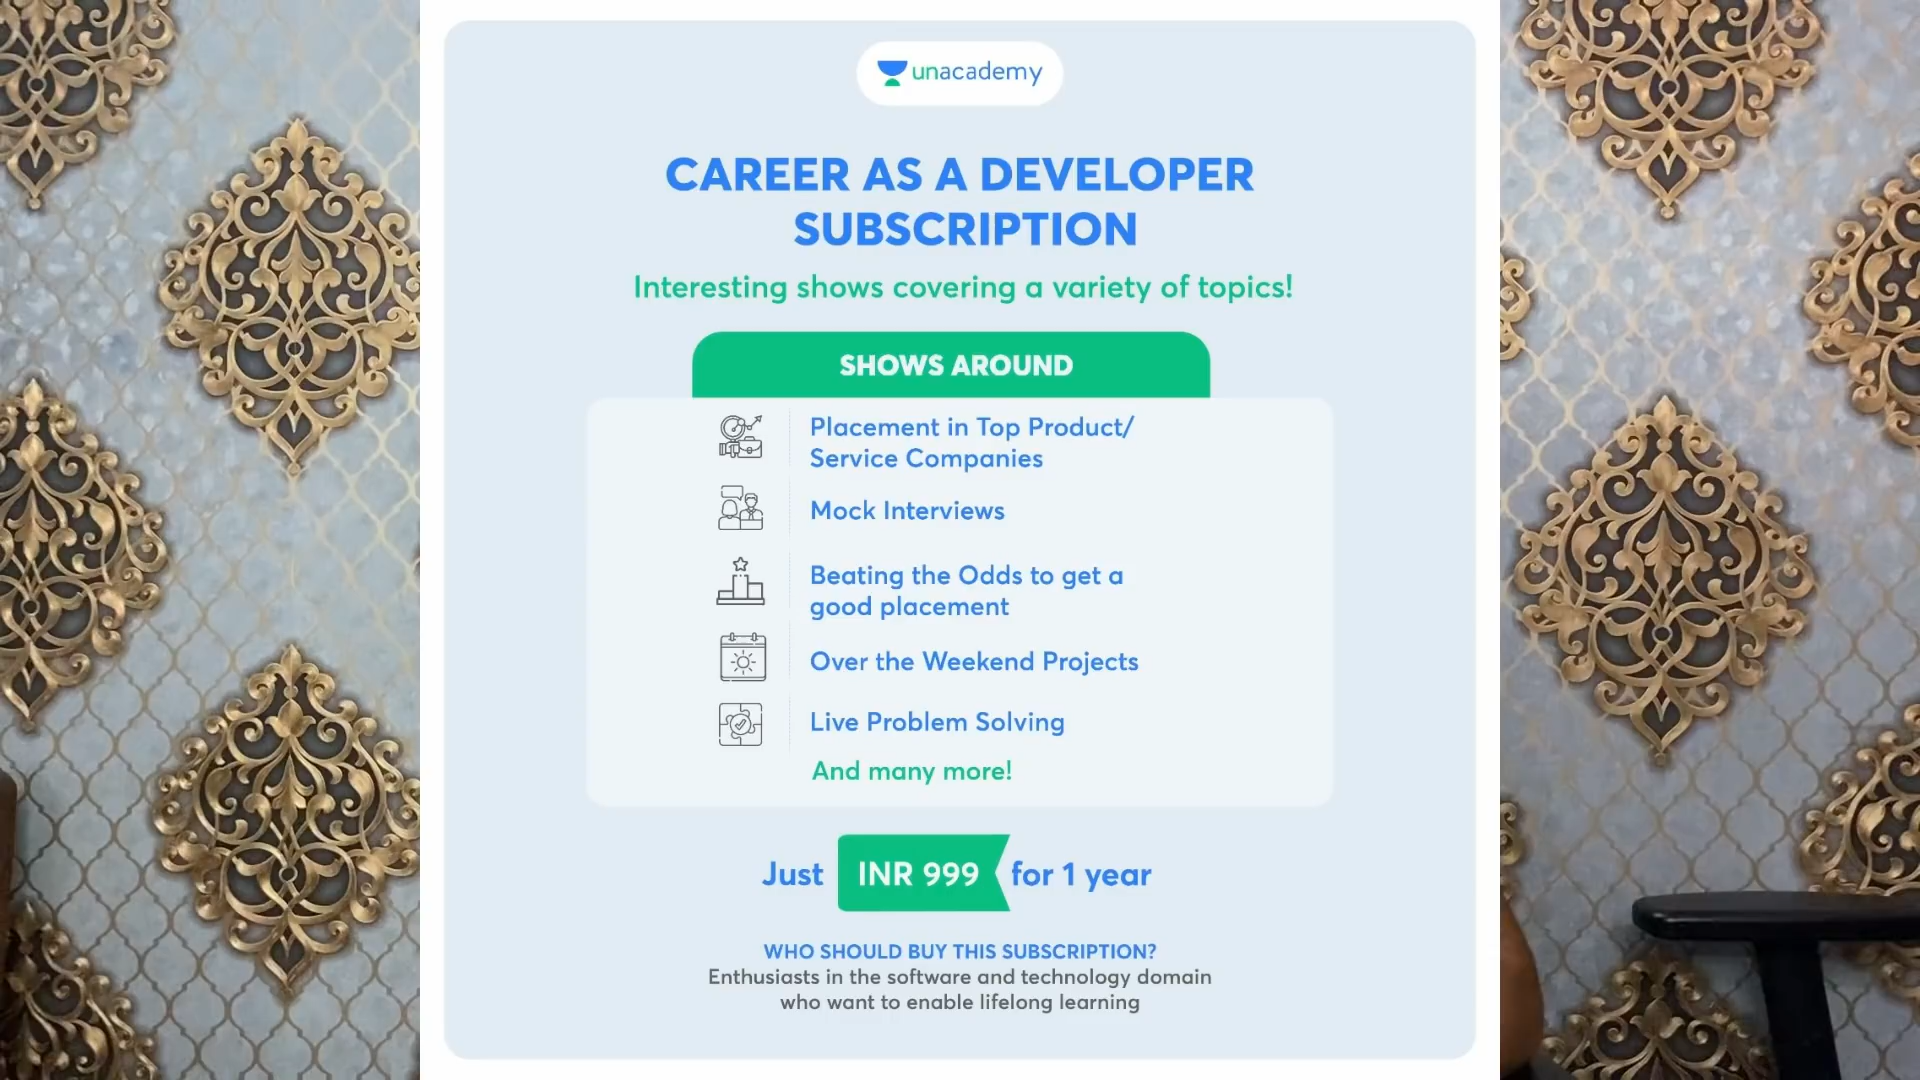 unacademy
CAREER AS A DEVELOPER
SUBSCRIPTION
Interesting shows covering a variety of topics!
SHOWS AROUND
Placement in Top Product/
Service Companies
Mock Interviews
Beating the Odds to get a
good placement
Over the Weekend Projects
Live Problem Solving
And many more!
Just INR 999 for 1 year
WHO SHOULD BUY THIS SUBSCRIPTION?
Enthusiasts in the software and technology domain
who want to enable lifelong learning